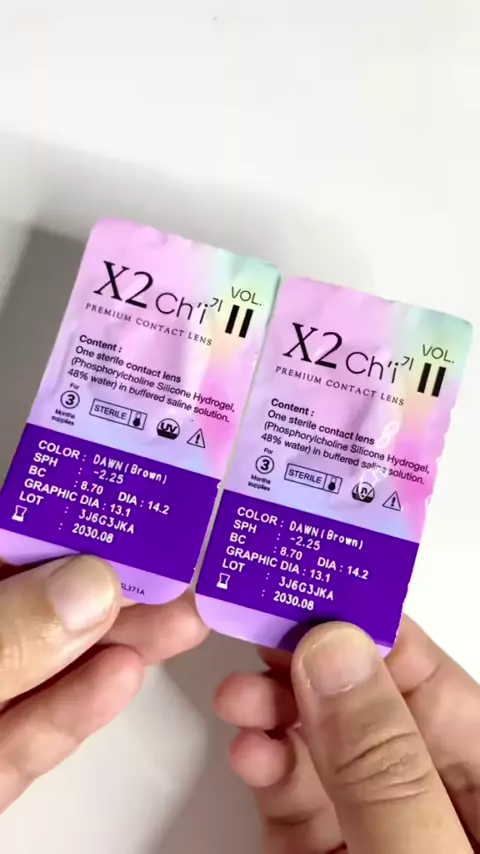 X2 Ch'i기 VOL. II
PREMIUM CONTACT LENS
Content :
One sterile contact lens
(Phosphorylcholine Silicone Hydrogel,
48% water) in buffered saline solution.
For
3
Months
supplies
STERILE
UV
COLOR : DAWN(Brown)
SPH : -2.25
BC : 8.70 DIA : 14.2
GRAPHIC DIA : 13.1
LOT : 3J6G3JKA
: 2030.08
SL371A
X2 Ch'i기 VOL. II
PREMIUM CONTACT LENS
Content :
One sterile contact lens
(Phosphorylcholine Silicone Hydrogel,
48% water) in buffered saline solution.
For
3
Months
supplies
STERILE
UV
COLOR : DAWN(Brown)
SPH : -2.25
BC : 8.70 DIA : 14.2
GRAPHIC DIA : 13.1
LOT : 3J6G3JKA
: 2030.08